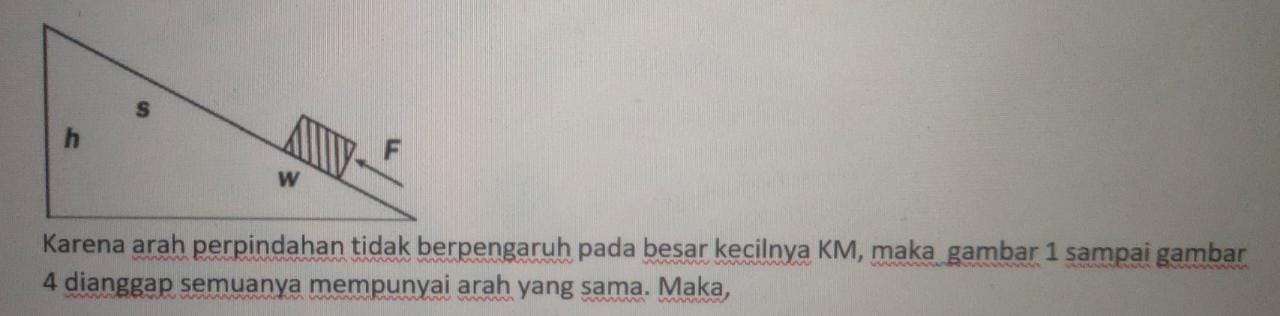 s
h
F
w
Karena arah perpindahan tidak berpengaruh pada besar kecilnya KM, maka gambar 1 sampai gambar
4 dianggap semuanya mempunyai arah yang sama. Maka,